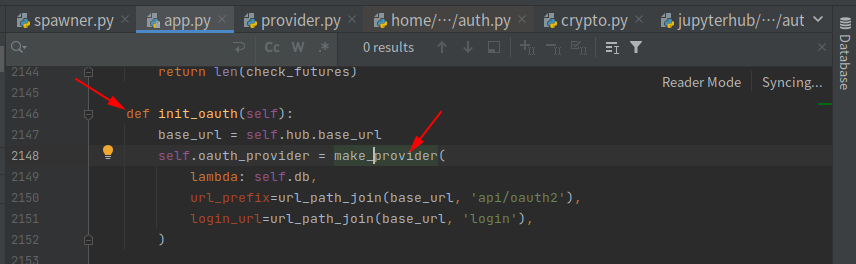 spawner.py app.py provider.py home/···/auth.py crypto.py jupyterhub/···/aut
Cc W .* 0 results
Database
2144 return len(check_futures)
Reader Mode Syncing...
2145
2146 def init_oauth(self):
2147 base_url = self.hub.base_url
2148 self.oauth_provider = make_provider(
2149 lambda: self.db,
2150 url_prefix=url_path_join(base_url, 'api/oauth2'),
2151 login_url=url_path_join(base_url, 'login'),
2152 )
2153